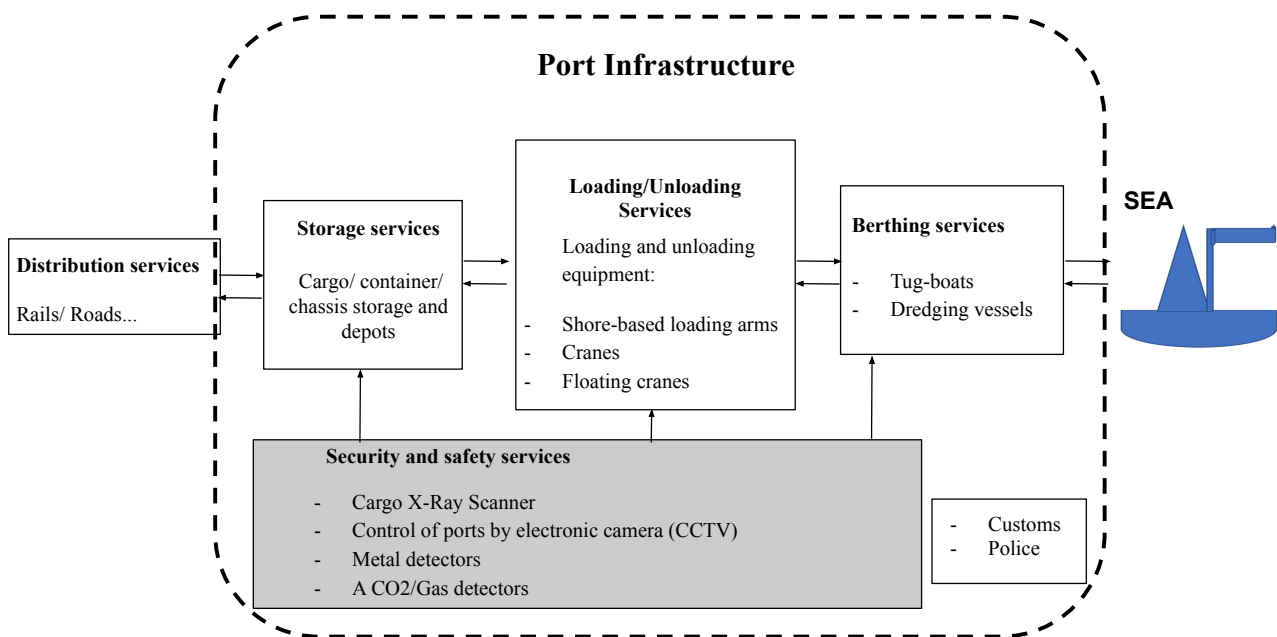 Port Infrastructure
Distribution services
Rails/ Roads...
Storage services
Cargo/ container/
chassis storage and
depots
Loading/Unloading
Services
Loading and unloading
equipment:
- Shore-based loading arms
- Cranes
- Floating cranes
Berthing services
- Tug-boats
- Dredging vessels
SEA
Security and safety services
- Cargo X-Ray Scanner
- Control of ports by electronic camera (CCTV)
- Metal detectors
- A CO2/Gas detectors
- Customs
- Police